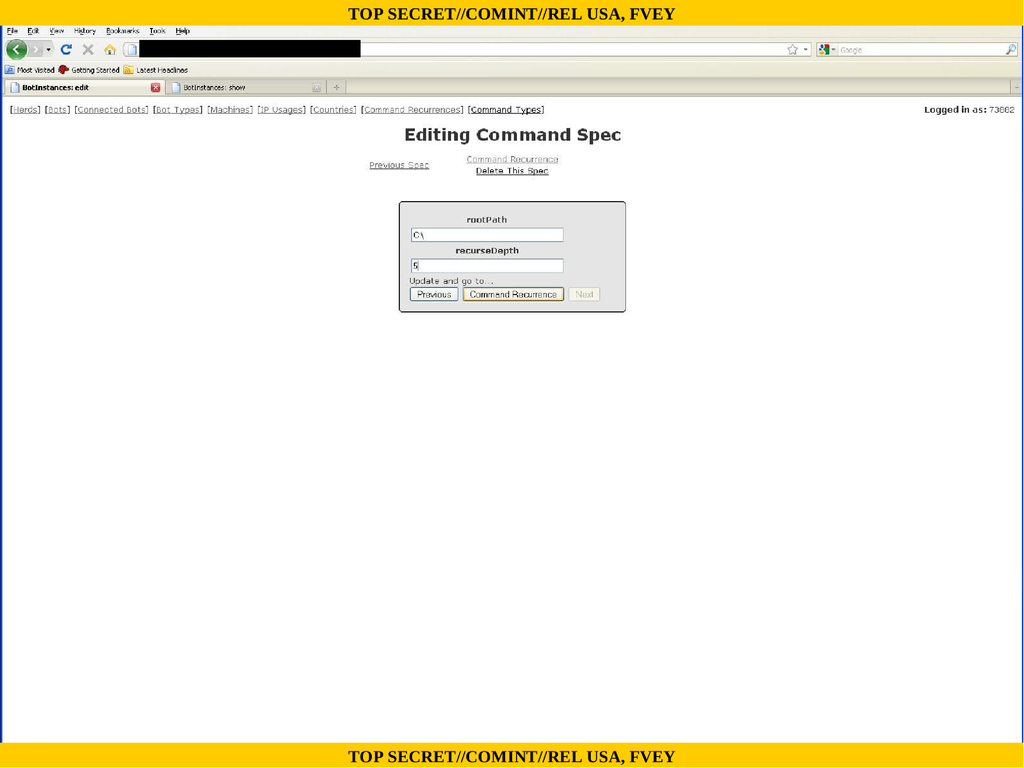 TOP SECRET//COMINT//REL USA, FVEY
File Edit View History Bookmarks Tools Help
Google
Most Visited Getting Started Latest Headlines
BotInstances: edit BotInstances: show
[Herds] [Bots] [Connected Bots] [Bot Types] [Machines] [IP Usages] [Countries] [Command Recurrences] [Command Types] Logged in as: 73882
Editing Command Spec
Previous Spec Command Recurrence
Delete This Spec
rootPath
C:\
recurseDepth
5
Update and go to...
Previous Command Recurrence Next
TOP SECRET//COMINT//REL USA, FVEY